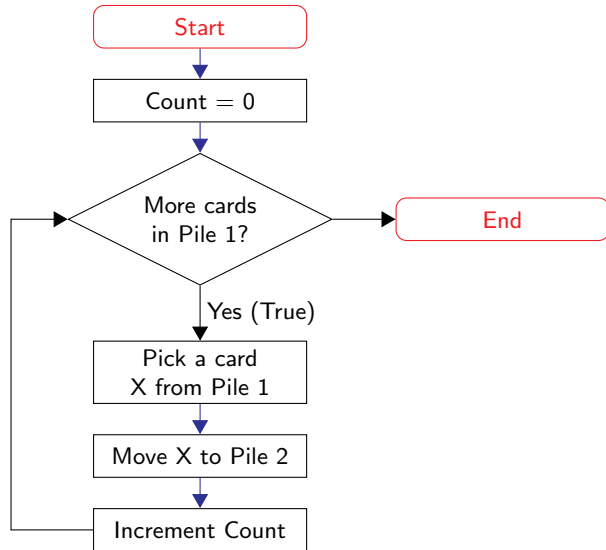 Start
Count = 0
More cards
in Pile 1?
End
Yes (True)
Pick a card
X from Pile 1
Move X to Pile 2
Increment Count